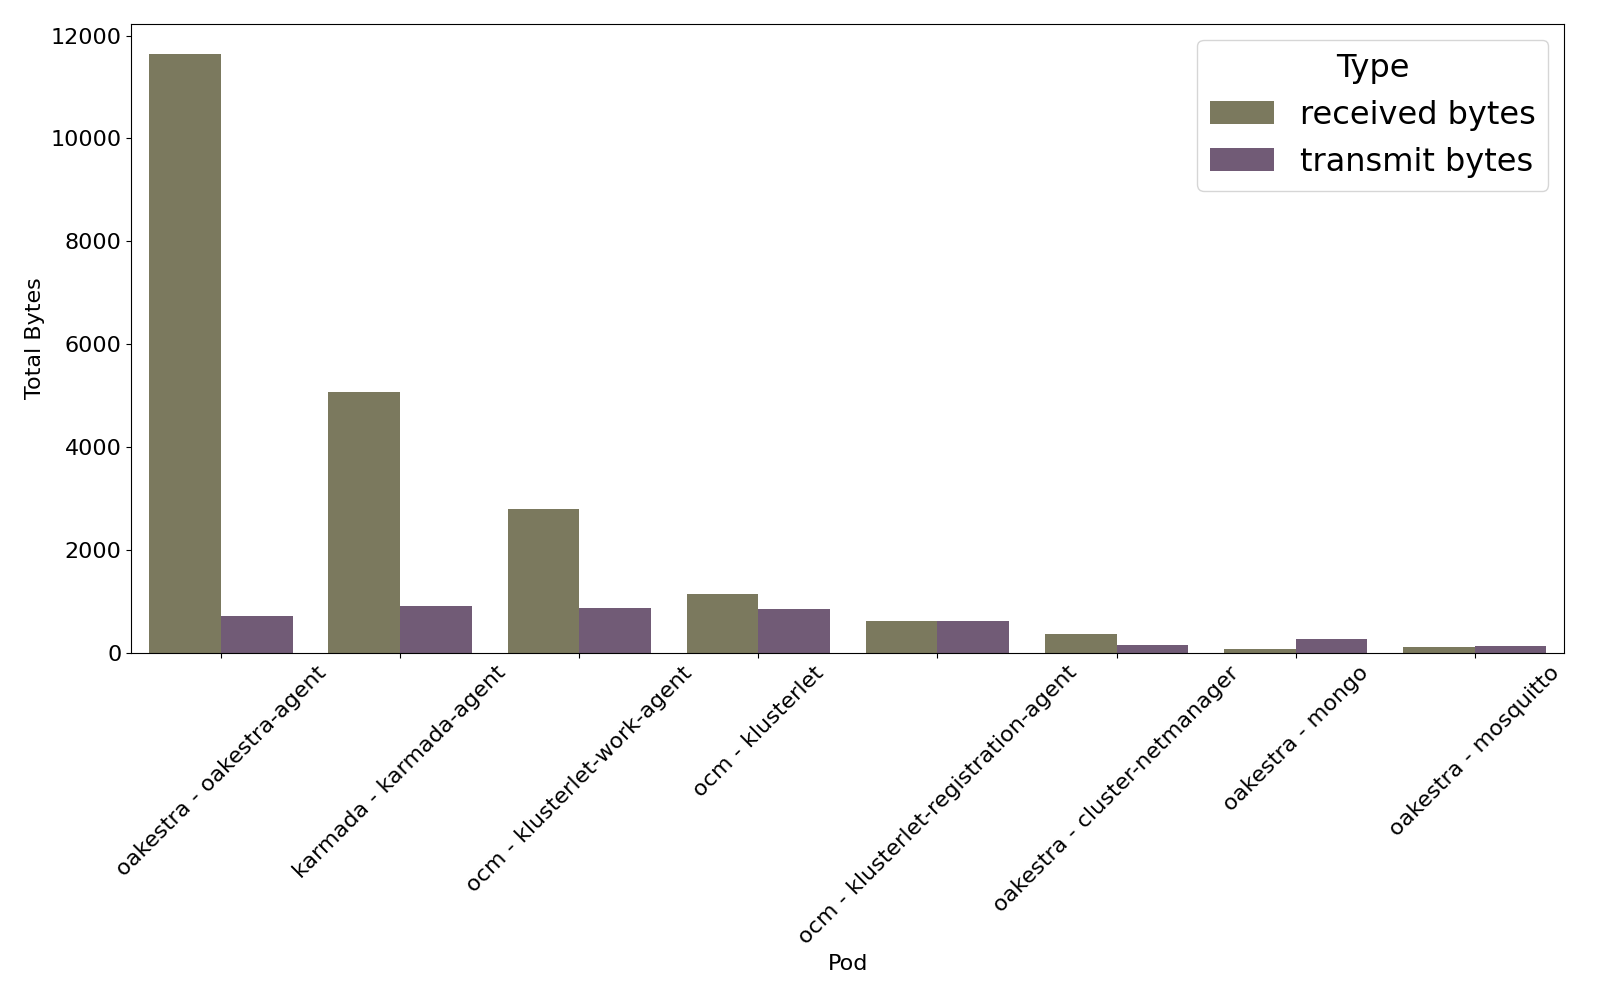 Type
received bytes
transmit bytes
Total Bytes
12000
10000
8000
6000
4000
2000
0
oakestra - oakestra-agent
karmada - karmada-agent
ocm - klusterlet-work-agent
ocm - klusterlet
ocm - klusterlet-registration-agent
oakestra - cluster-netmanager
oakestra - mongo
oakestra - mosquitto
Pod